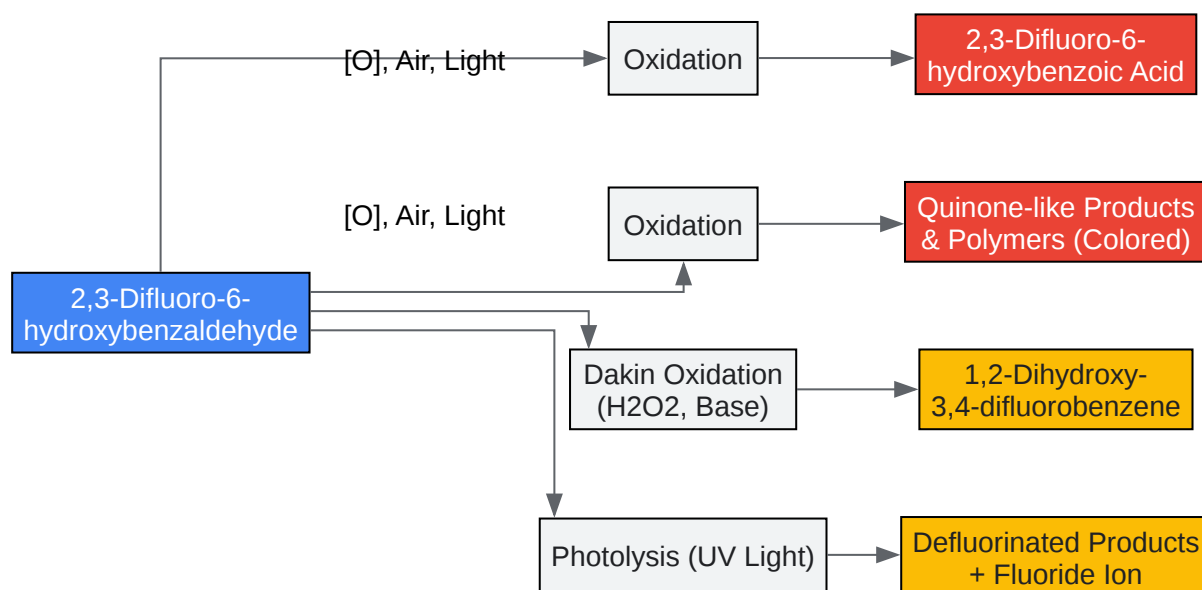 [O], Air, Light
Oxidation
2,3-Difluoro-6-
hydroxybenzoic Acid
[O], Air, Light
Oxidation
Quinone-like Products
& Polymers (Colored)
2,3-Difluoro-6-
hydroxybenzaldehyde
Dakin Oxidation
(H2O2, Base)
1,2-Dihydroxy-
3,4-difluorobenzene
Photolysis (UV Light)
Defluorinated Products
+ Fluoride Ion